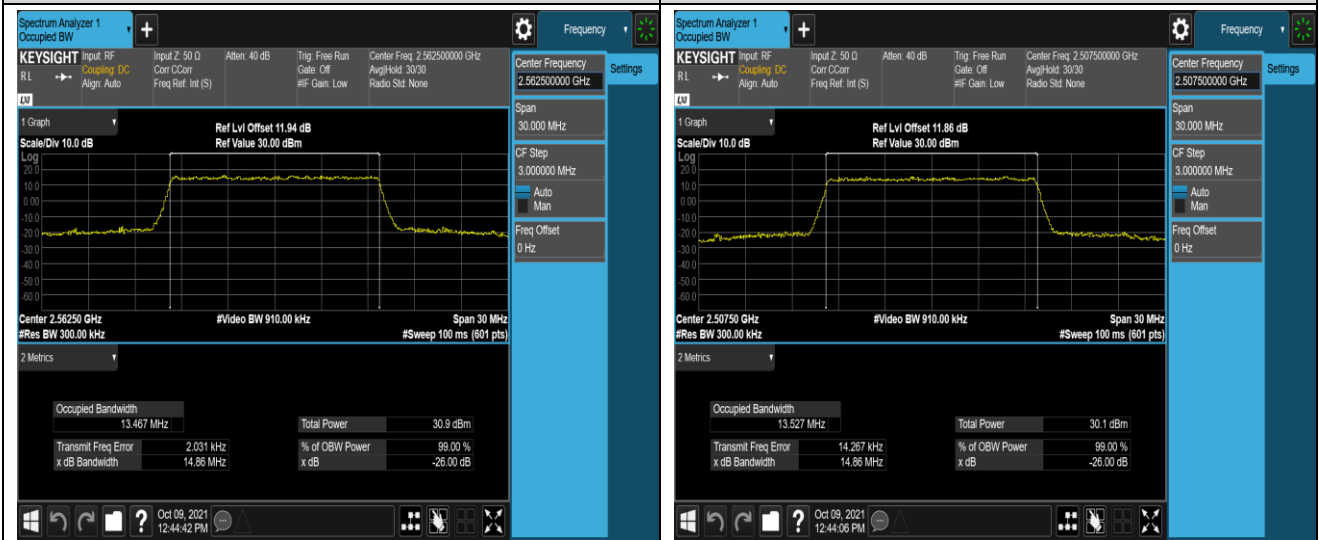 Spectrum Analyzer 1
Occupied BW
+
Frequency
KEYSIGHT Input: RF Input Z: 50 Ω Atten: 40 dB Trig: Free Run Center Freq: 2.562500000 GHz
RL Coupling: DC Corr CCorr Gate: Off Avg|Hold: 30/30
Align: Auto Freq Ref: Int (S) #IF Gain: Low Radio Std: None
LXI
Center Frequency
2.562500000 GHz
Settings
Span
30.000 MHz
CF Step
3.000000 MHz
Auto
Man
Freq Offset
0 Hz
1 Graph
Ref Lvl Offset 11.94 dB
Scale/Div 10.0 dB Ref Value 30.00 dBm
Log
20.0
10.0
0.00
-10.0
-20.0
-30.0
-40.0
-50.0
-60.0
Center 2.56250 GHz #Video BW 910.00 kHz Span 30 MHz
#Res BW 300.00 kHz #Sweep 100 ms (601 pts)
2 Metrics
Occupied Bandwidth
13.467 MHz Total Power 30.9 dBm
Transmit Freq Error 2.031 kHz % of OBW Power 99.00 %
x dB Bandwidth 14.86 MHz x dB -26.00 dB
? Oct 09, 2021
12:44:42 PM
Spectrum Analyzer 1
Occupied BW
+
Frequency
KEYSIGHT Input: RF Input Z: 50 Ω Atten: 40 dB Trig: Free Run Center Freq: 2.507500000 GHz
RL Coupling: DC Corr CCorr Gate: Off Avg|Hold: 30/30
Align: Auto Freq Ref: Int (S) #IF Gain: Low Radio Std: None
LXI
Center Frequency
2.507500000 GHz
Settings
Span
30.000 MHz
CF Step
3.000000 MHz
Auto
Man
Freq Offset
0 Hz
1 Graph
Ref Lvl Offset 11.86 dB
Scale/Div 10.0 dB Ref Value 30.00 dBm
Log
20.0
10.0
0.00
-10.0
-20.0
-30.0
-40.0
-50.0
-60.0
Center 2.50750 GHz #Video BW 910.00 kHz Span 30 MHz
#Res BW 300.00 kHz #Sweep 100 ms (601 pts)
2 Metrics
Occupied Bandwidth
13.527 MHz Total Power 30.1 dBm
Transmit Freq Error 14.267 kHz % of OBW Power 99.00 %
x dB Bandwidth 14.86 MHz x dB -26.00 dB
? Oct 09, 2021
12:44:06 PM